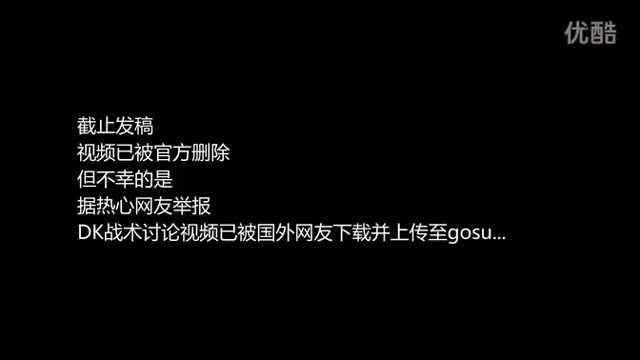 优酷
截止发稿
视频已被官方删除
但不幸的是
据热心网友举报
DK战术讨论视频已被国外网友下载并上传至gosu...